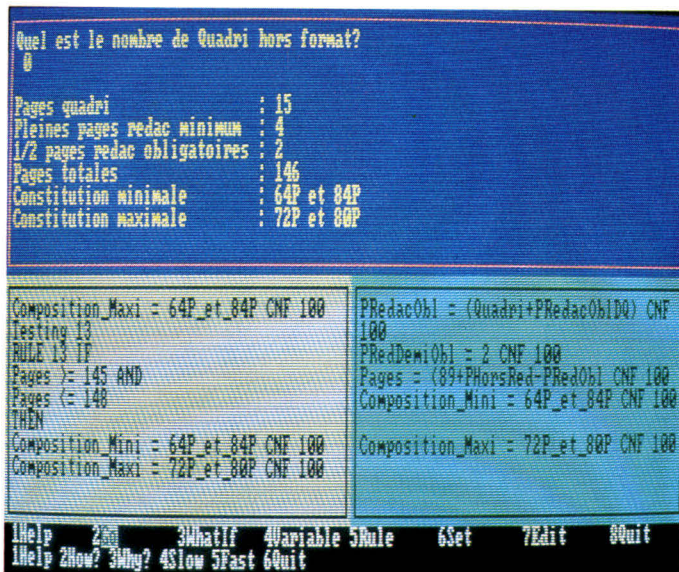 Quel est le nombre de Quadri hors format?
0
Pages quadri : 15
Pleines pages redac minimum : 4
1/2 pages redac obligatoires : 2
Pages totales : 146
Constitution minimale : 64P et 84P
Constitution maximale : 72P et 80P
Composition_Maxi = 64P_et_84P CNF 100
Testing 13
RULE 13 IF
Pages >= 145 AND
Pages <= 148
THEN
Composition_Mini = 64P_et_84P CNF 100
Composition_Maxi = 72P_et_80P CNF 100
PRedacObl = (Quadri+PRedacOblDQ) CNF
100
PRedDemiObl = 2 CNF 100
Pages = (89+PHorsRed-PRedObl CNF 100
Composition_Mini = 64P_et_84P CNF 100
Composition_Maxi = 72P_et_80P CNF 100
1Help 2Go 3WhatIf 4Variable 5Rule 6Set 7Edit 8Quit
1Help 2How? 3Why? 4Slow 5Fast 6Quit